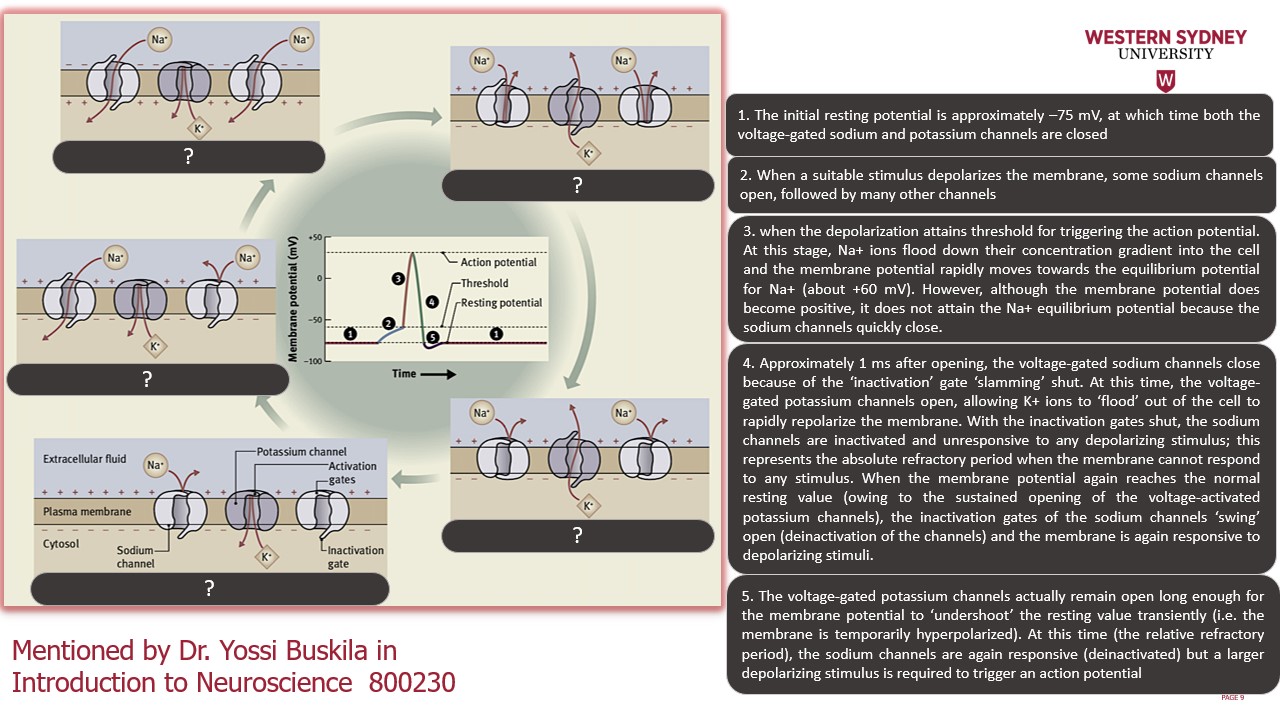 WESTERN SYDNEY
UNIVERSITY
W
Na⁺
Na⁺
K⁺
?
Na⁺
Na⁺
K⁺
?
Na⁺
Na⁺
K⁺
?
Membrane potential (mV)
+50
0
−50
−100
Action potential
Threshold
Resting potential
1
2
3
4
5
1
Time
Na⁺
Na⁺
K⁺
?
Extracellular fluid
Na⁺
Potassium channel
Activation
gates
Plasma membrane
Cytosol
Sodium
channel
K⁺
Inactivation
gate
?
1. The initial resting potential is approximately –75 mV, at which time both the
voltage-gated sodium and potassium channels are closed
2. When a suitable stimulus depolarizes the membrane, some sodium channels
open, followed by many other channels
3. when the depolarization attains threshold for triggering the action potential.
At this stage, Na+ ions flood down their concentration gradient into the cell
and the membrane potential rapidly moves towards the equilibrium potential
for Na+ (about +60 mV). However, although the membrane potential does
become positive, it does not attain the Na+ equilibrium potential because the
sodium channels quickly close.
4. Approximately 1 ms after opening, the voltage-gated sodium channels close
because of the ‘inactivation’ gate ‘slamming’ shut. At this time, the voltage-
gated potassium channels open, allowing K+ ions to ‘flood’ out of the cell to
rapidly repolarize the membrane. With the inactivation gates shut, the sodium
channels are inactivated and unresponsive to any depolarizing stimulus; this
represents the absolute refractory period when the membrane cannot respond
to any stimulus. When the membrane potential again reaches the normal
resting value (owing to the sustained opening of the voltage-activated
potassium channels), the inactivation gates of the sodium channels ‘swing’
open (deinactivation of the channels) and the membrane is again responsive to
depolarizing stimuli.
5. The voltage-gated potassium channels actually remain open long enough for
the membrane potential to ‘undershoot’ the resting value transiently (i.e. the
membrane is temporarily hyperpolarized). At this time (the relative refractory
period), the sodium channels are again responsive (deinactivated) but a larger
depolarizing stimulus is required to trigger an action potential
Mentioned by Dr. Yossi Buskila in
Introduction to Neuroscience 800230
PAGE 9